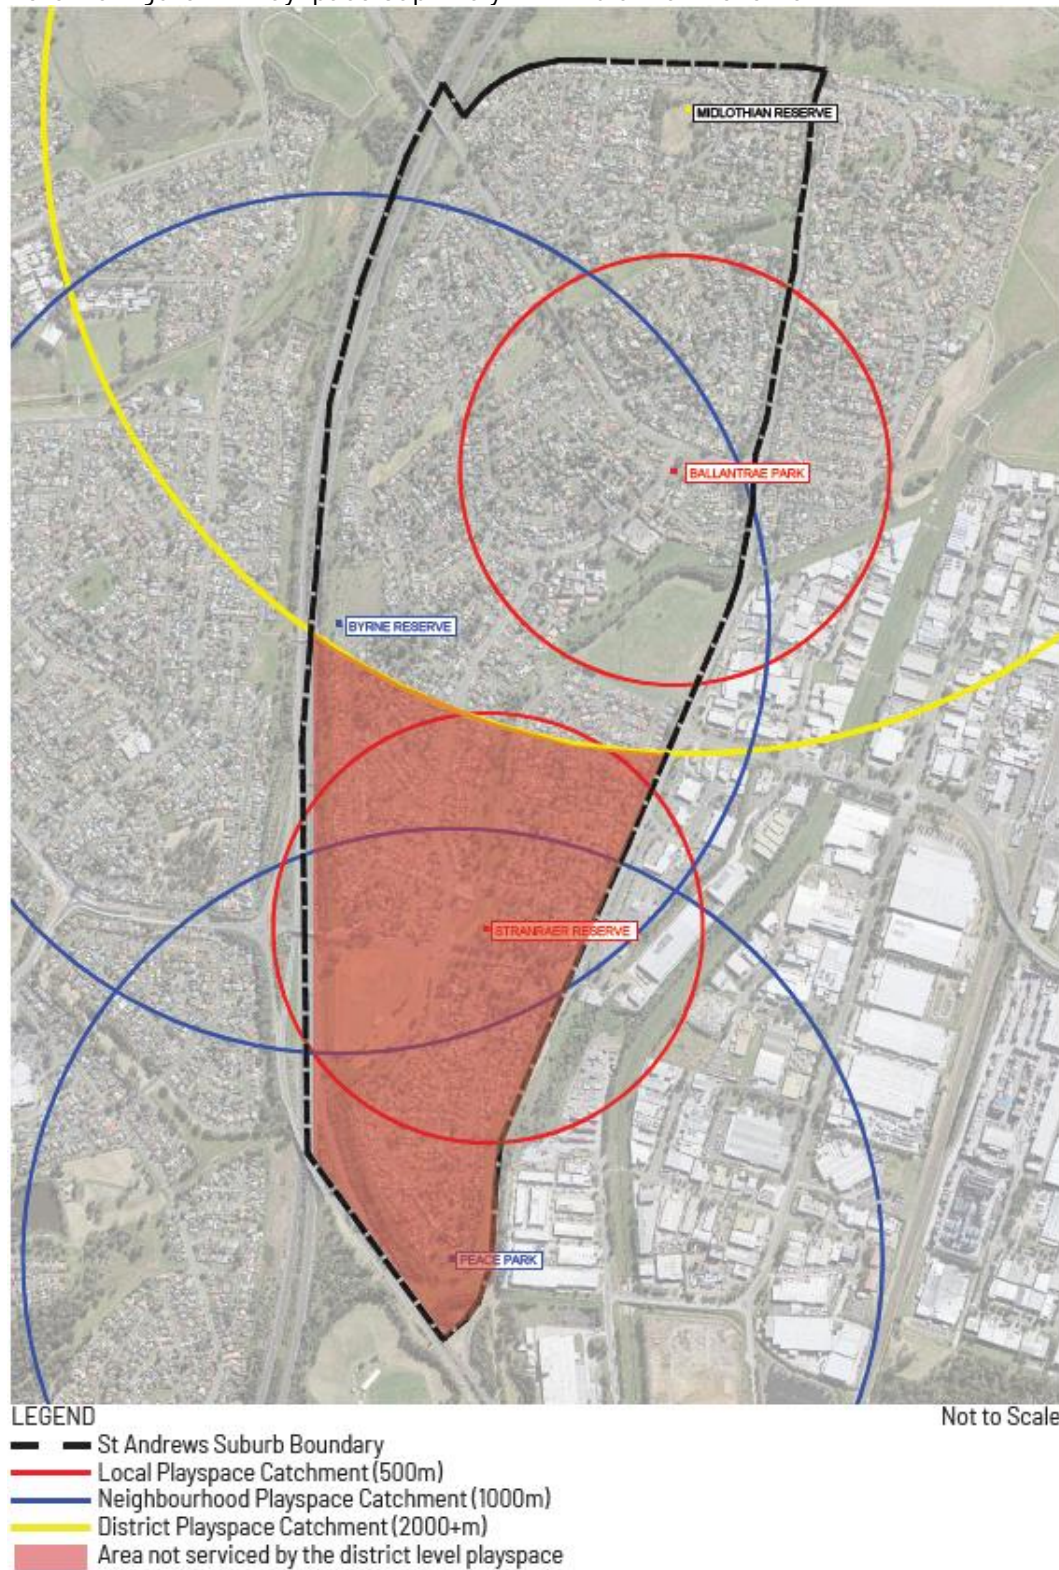 MIDLOTHIAN RESERVE
BALLANTRAE PARK
BYRNE RESERVE
STRANRAER RESERVE
PEACE PARK
LEGEND
Not to Scale
St Andrews Suburb Boundary
Local Playspace Catchment (500m)
Neighbourhood Playspace Catchment (1000m)
District Playspace Catchment (2000+m)
Area not serviced by the district level playspace